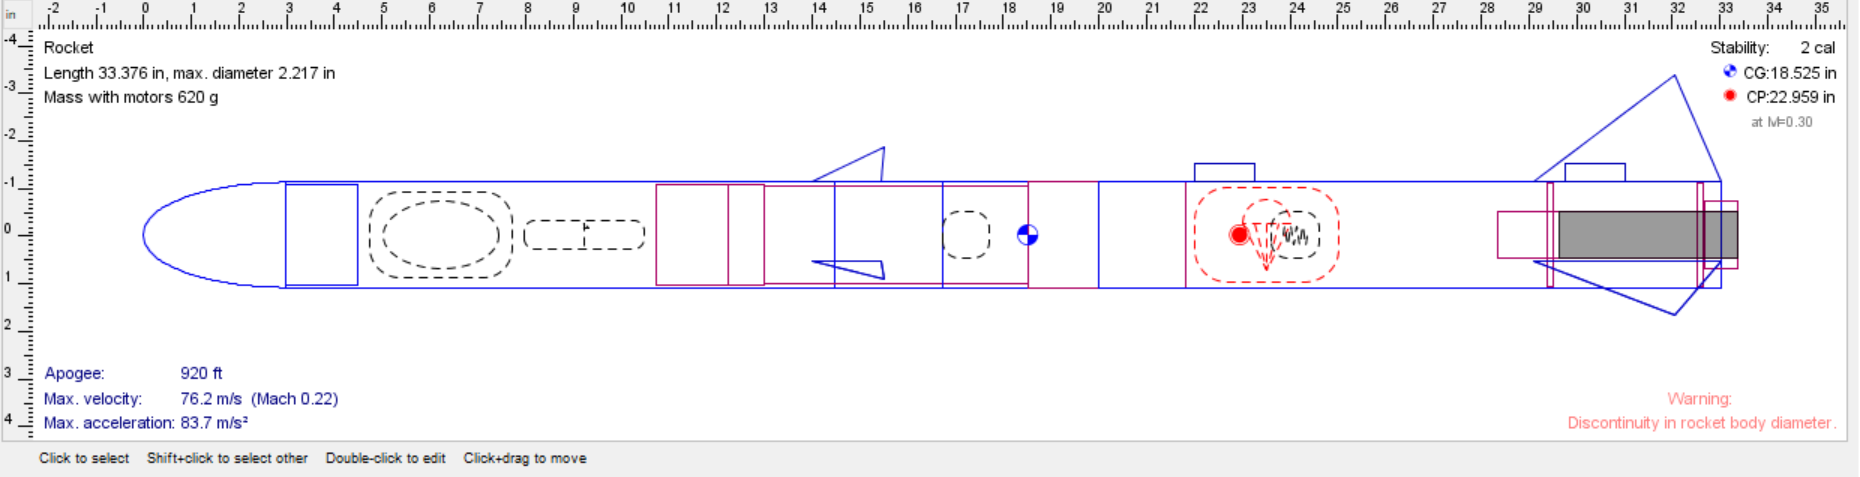 in -2 -1 0 1 2 3 4 5 6 7 8 9 10 11 12 13 14 15 16 17 18 19 20 21 22 23 24 25 26 27 28 29 30 31 32 33 34 35
-4
-3
-2
-1
0
1
2
3
4
Rocket
Length 33.376 in, max. diameter 2.217 in
Mass with motors 620 g
Stability: 2 cal
CG:18.525 in
CP:22.959 in
at M=0.30
Apogee: 920 ft
Max. velocity: 76.2 m/s (Mach 0.22)
Max. acceleration: 83.7 m/s²
Warning:
Discontinuity in rocket body diameter.
Click to select Shift+click to select other Double-click to edit Click+drag to move